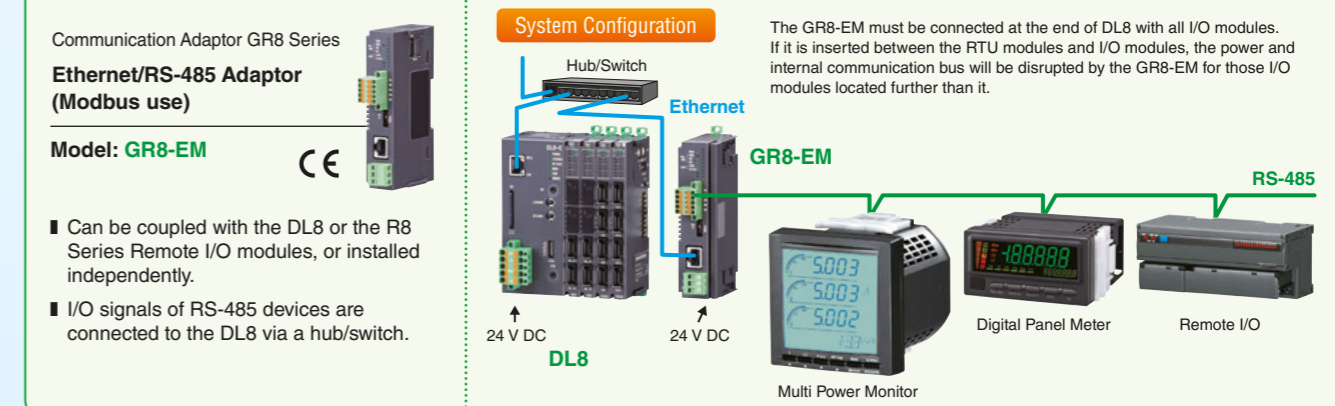 Communication Adaptor GR8 Series
Ethernet/RS-485 Adaptor
(Modbus use)
Model: GR8-EM
CE
Can be coupled with the DL8 or the R8
Series Remote I/O modules, or installed
independently.
I/O signals of RS-485 devices are
connected to the DL8 via a hub/switch.
System Configuration
The GR8-EM must be connected at the end of DL8 with all I/O modules.
If it is inserted between the RTU modules and I/O modules, the power and
internal communication bus will be disrupted by the GR8-EM for those I/O
modules located further than it.
Hub/Switch
Ethernet
GR8-EM
RS-485
DL8-E
5.003
5.003
5.002
24 V DC
24 V DC
DL8
Multi Power Monitor
Digital Panel Meter
Remote I/O